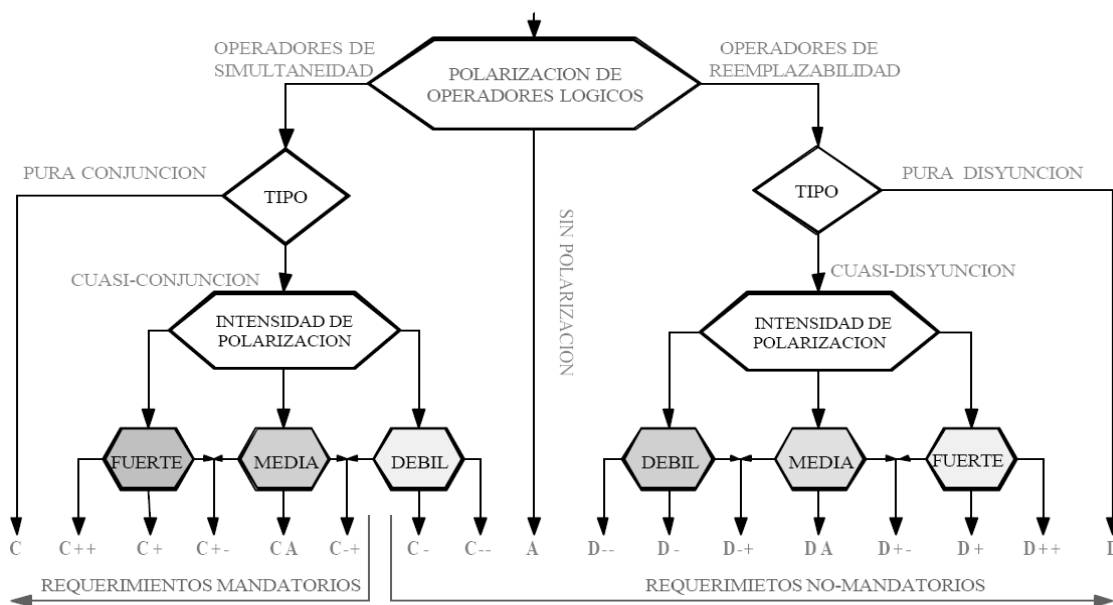 OPERADORES DE
SIMULTANEIDAD
POLARIZACION DE
OPERADORES LOGICOS
OPERADORES DE
REEMPLAZABILIDAD
PURA CONJUNCION
TIPO
SIN POLARIZACION
TIPO
PURA DISYUNCION
CUASI-CONJUNCION
CUASI-DISYUNCION
INTENSIDAD DE
POLARIZACION
INTENSIDAD DE
POLARIZACION
FUERTE
MEDIA
DEBIL
DEBIL
MEDIA
FUERTE
C
C++
C+
C+-
CA
C-+
C-
C--
A
D--
D-
D-+
DA
D+-
D+
D++
D
REQUERIMIENTOS MANDATORIOS
REQUERIMIETOS NO-MANDATORIOS